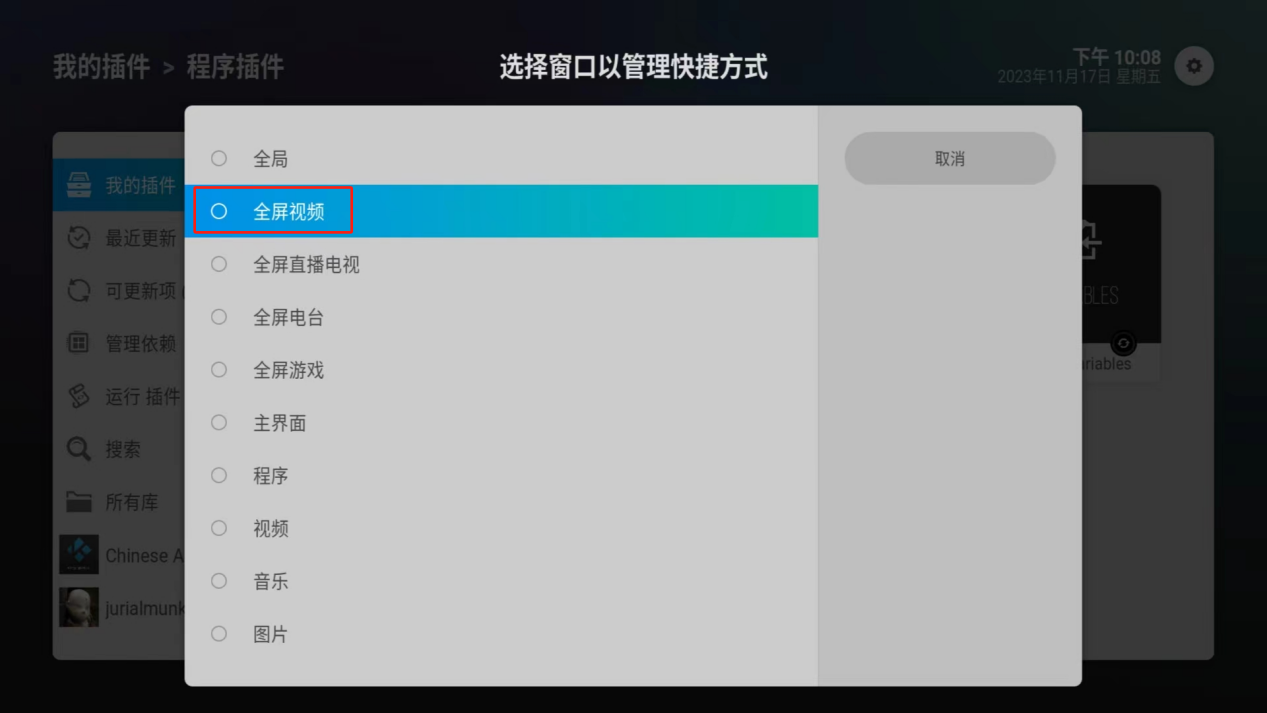 我的插件 > 程序插件
选择窗口以管理快捷方式
下午 10:08
2023年11月17日 星期五
我的插件
最近更新
可更新项
管理依赖
运行 插件
搜索
所有库
Chinese A
jurialmunk
全局
全屏视频
全屏直播电视
全屏电台
全屏游戏
主界面
程序
视频
音乐
图片
取消
BLES
riables